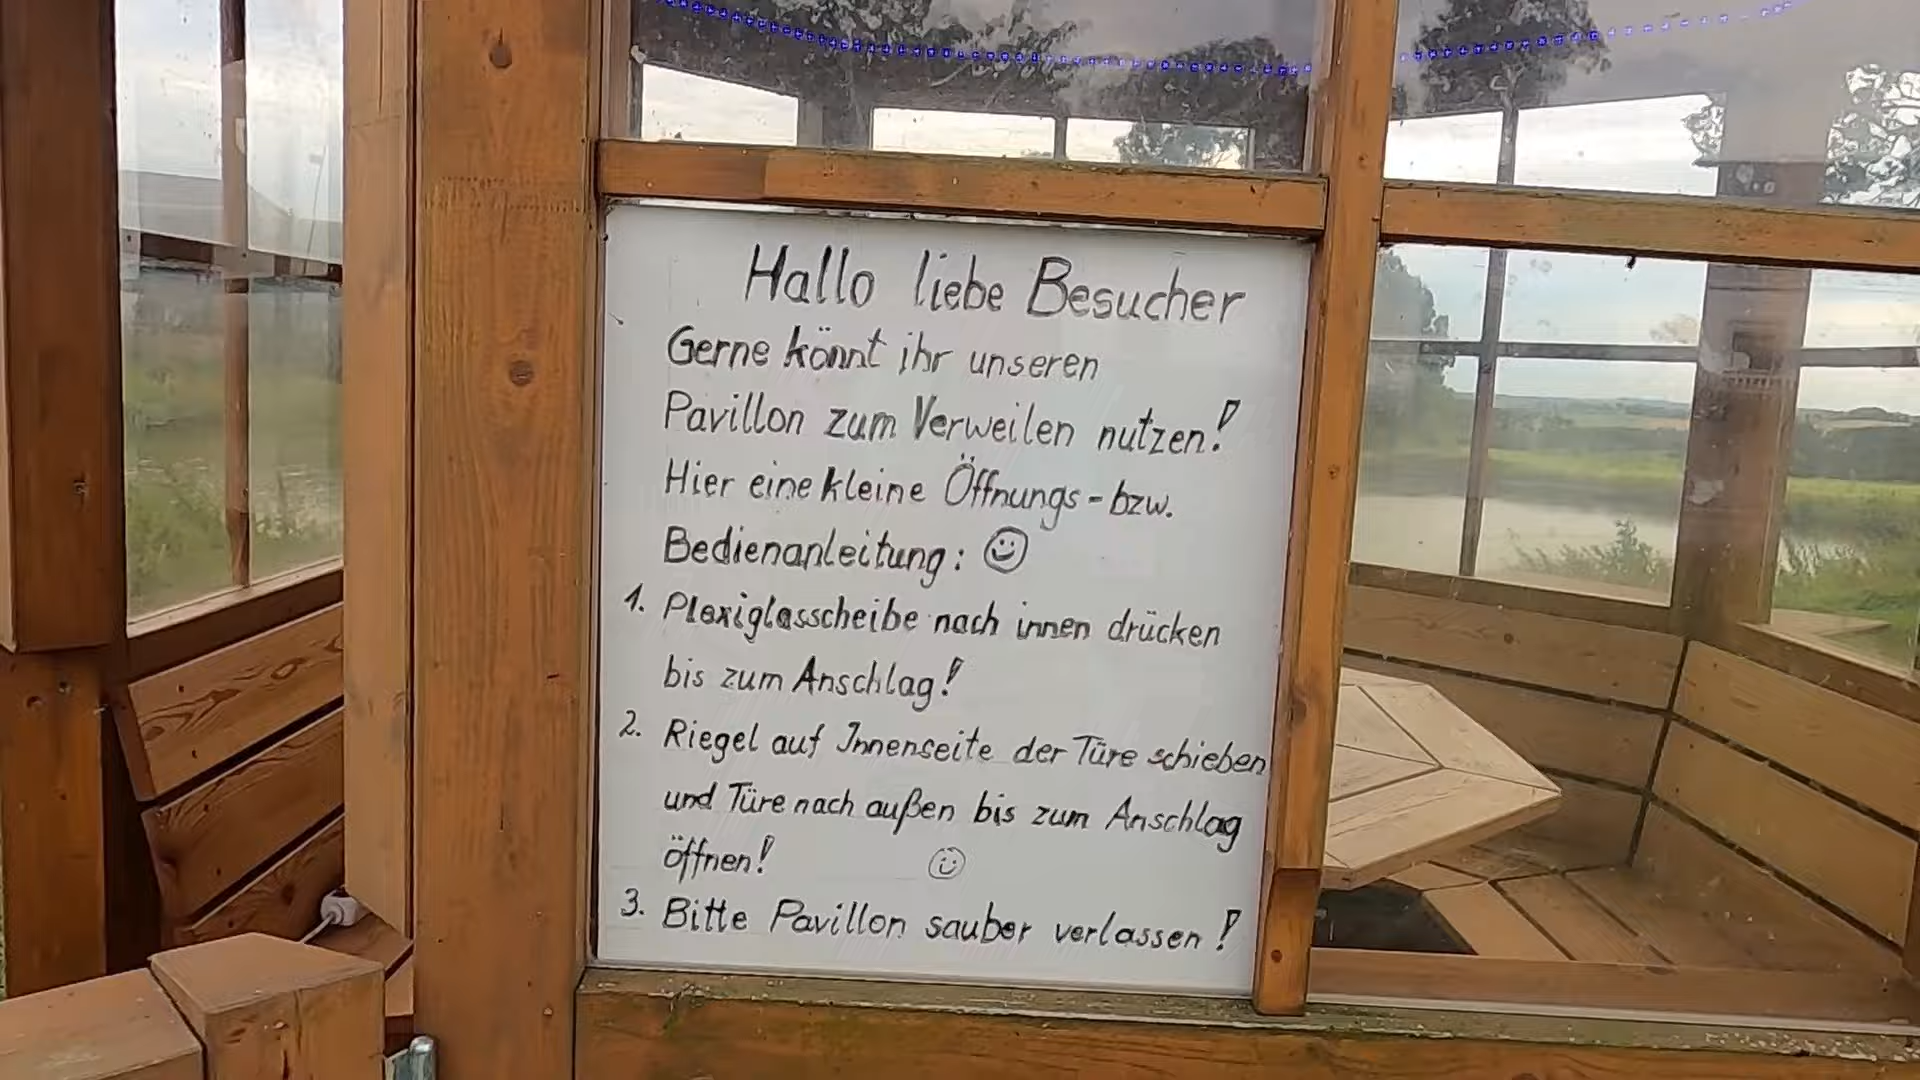 Hallo liebe Besucher
Gerne könnt ihr unseren
Pavillon zum Verweilen nutzen!
Hier eine kleine Öffnungs- bzw.
Bedienanleitung: ☺
1. Plexiglasscheibe nach innen drücken
bis zum Anschlag!
2. Riegel auf Innenseite der Türe schieben
und Türe nach außen bis zum Anschlag
öffnen! ☺
3. Bitte Pavillon sauber verlassen!